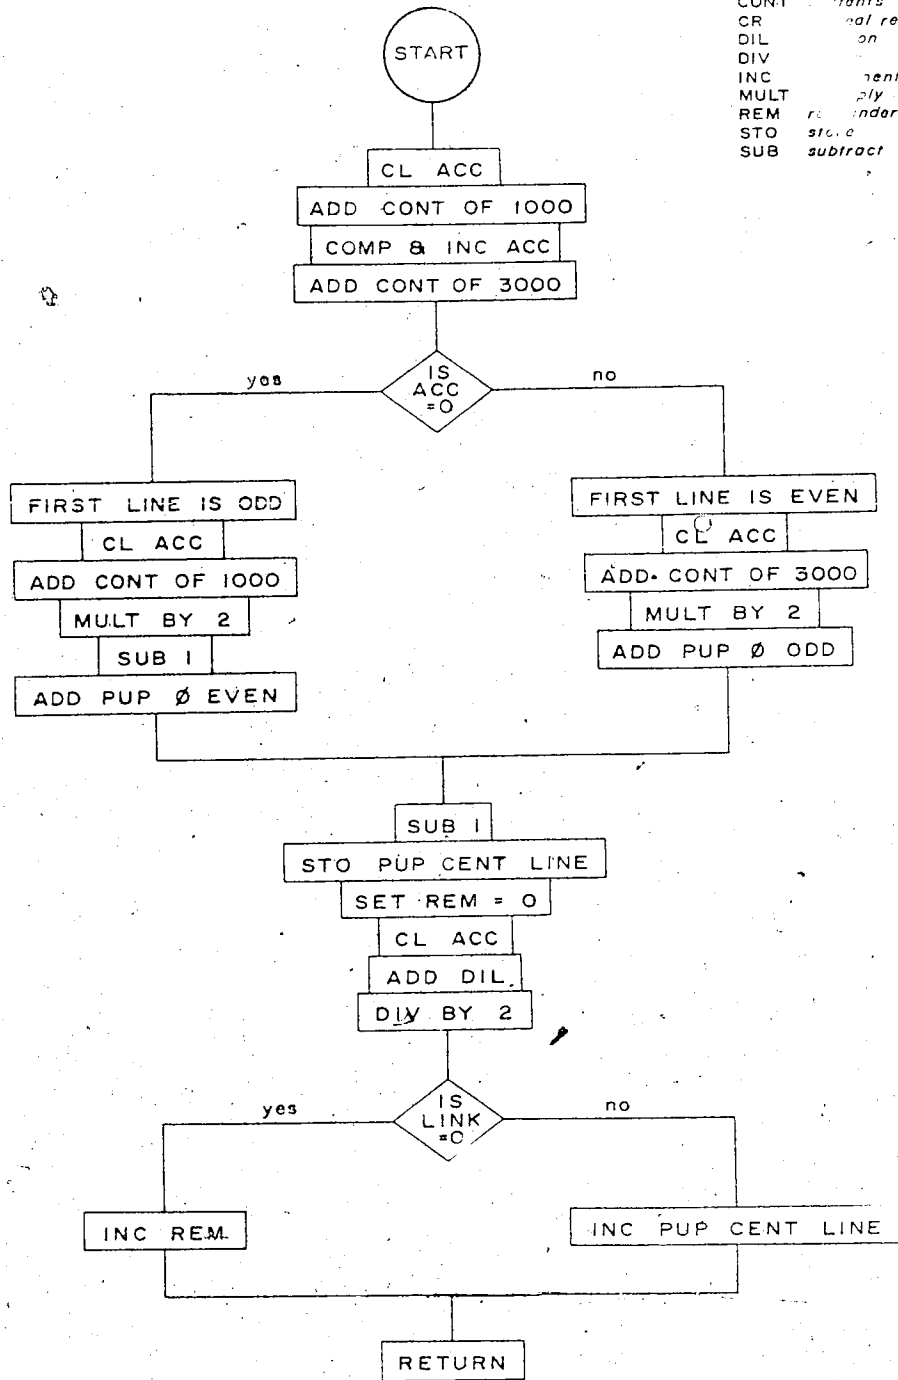 CONT
CR
DIL
DIV
INC
MULT
REM
STO
SUB subtract
START
CL ACC
ADD CONT OF 1000
COMP & INC ACC
ADD CONT OF 3000
IS
ACC
=0
yes
no
FIRST LINE IS ODD
CL ACC
ADD CONT OF 1000
MULT BY 2
SUB 1
ADD PUP Ø EVEN
FIRST LINE IS EVEN
CL ACC
ADD CONT OF 3000
MULT BY 2
ADD PUP Ø ODD
SUB 1
STO PUP CENT LINE
SET REM = 0
CL ACC
ADD DIL
DIV BY 2
IS
LINK
=0
yes
no
INC REM
INC PUP CENT LINE
RETURN